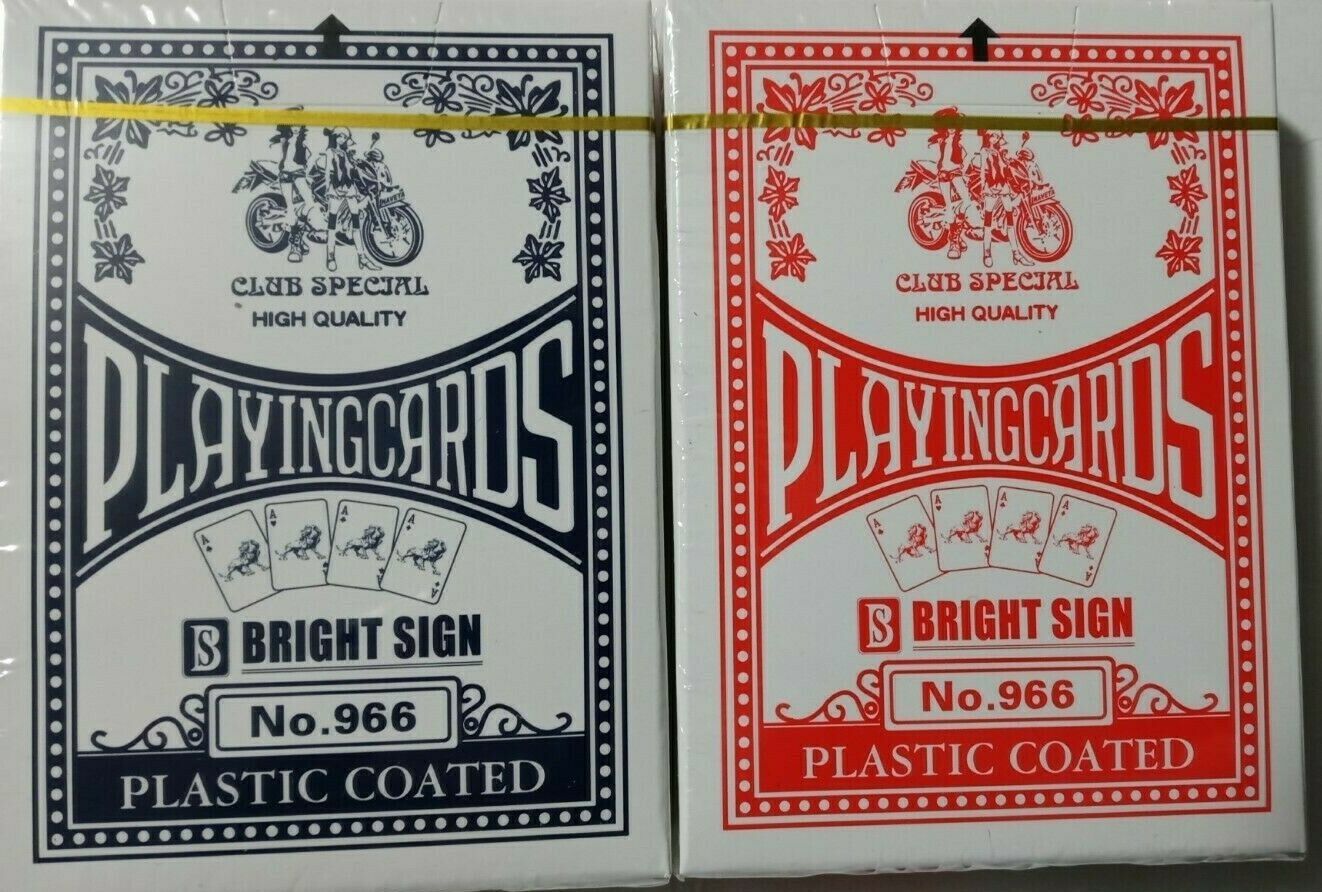 CLUB SPECIAL
HIGH QUALITY
PLAYINGCARDS
A
A
A
A
A
BS BRIGHT SIGN
No.966
PLASTIC COATED
CLUB SPECIAL
HIGH QUALITY
PLAYINGCARDS
A
A
A
A
A
BS BRIGHT SIGN
No.966
PLASTIC COATED